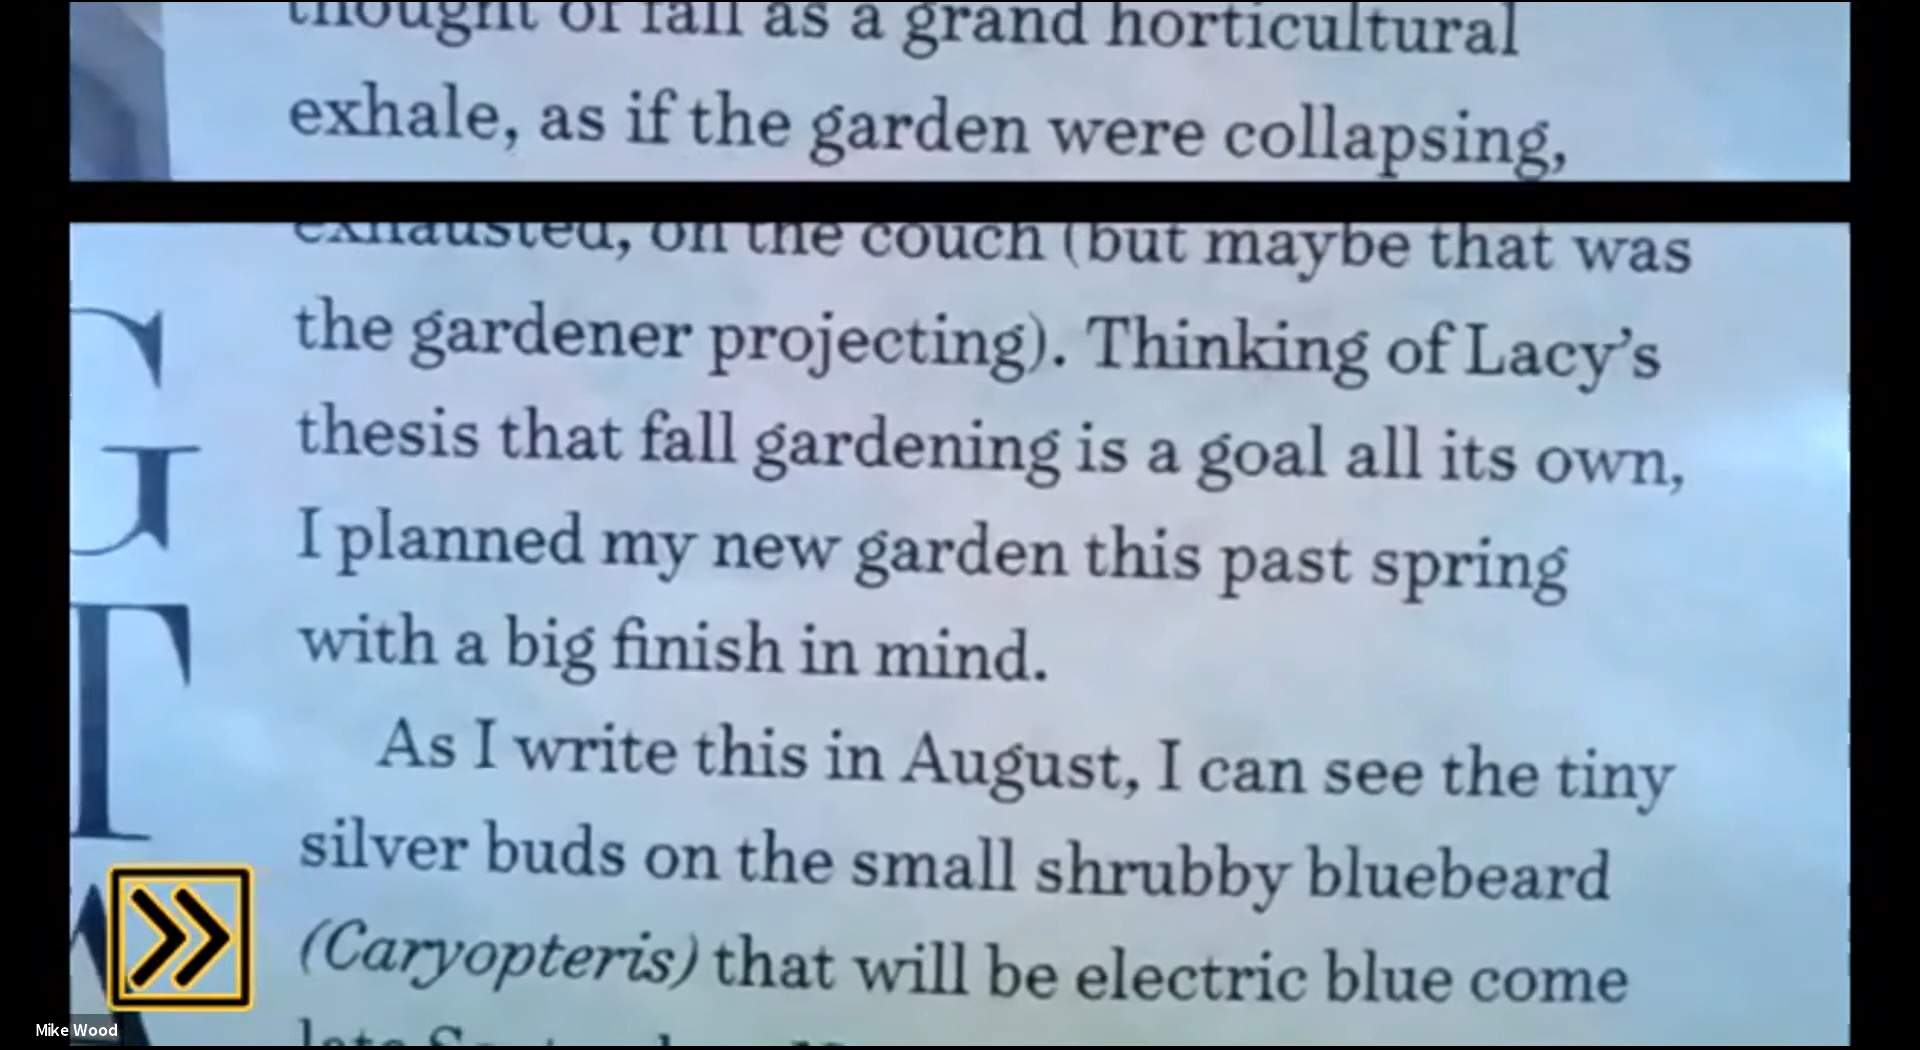 thought of fall as a grand horticultural
exhale, as if the garden were collapsing,
exhausted, on the couch (but maybe that was
the gardener projecting). Thinking of Lacy's
thesis that fall gardening is a goal all its own,
I planned my new garden this past spring
with a big finish in mind.
As I write this in August, I can see the tiny
silver buds on the small shrubby bluebeard
(Caryopteris) that will be electric blue come
late
G
T
Mike Wood